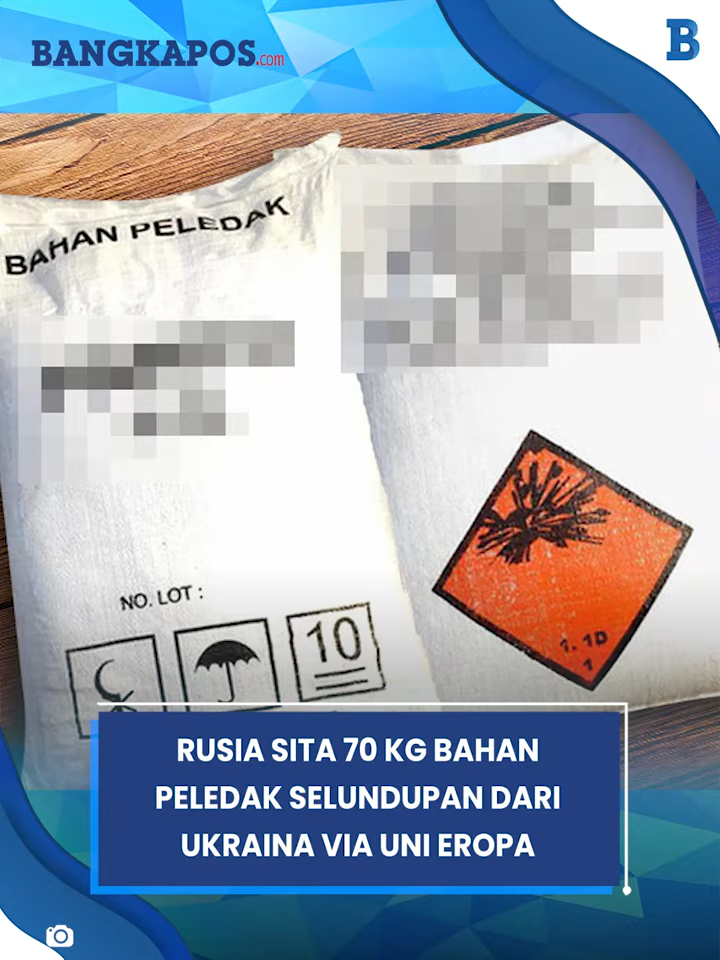 BANGKAPOS.com
B
BAHAN PELEDAK
NO. LOT :
10
1. 1D
1
RUSIA SITA 70 KG BAHAN
PELEDAK SELUNDUPAN DARI
UKRAINA VIA UNI EROPA